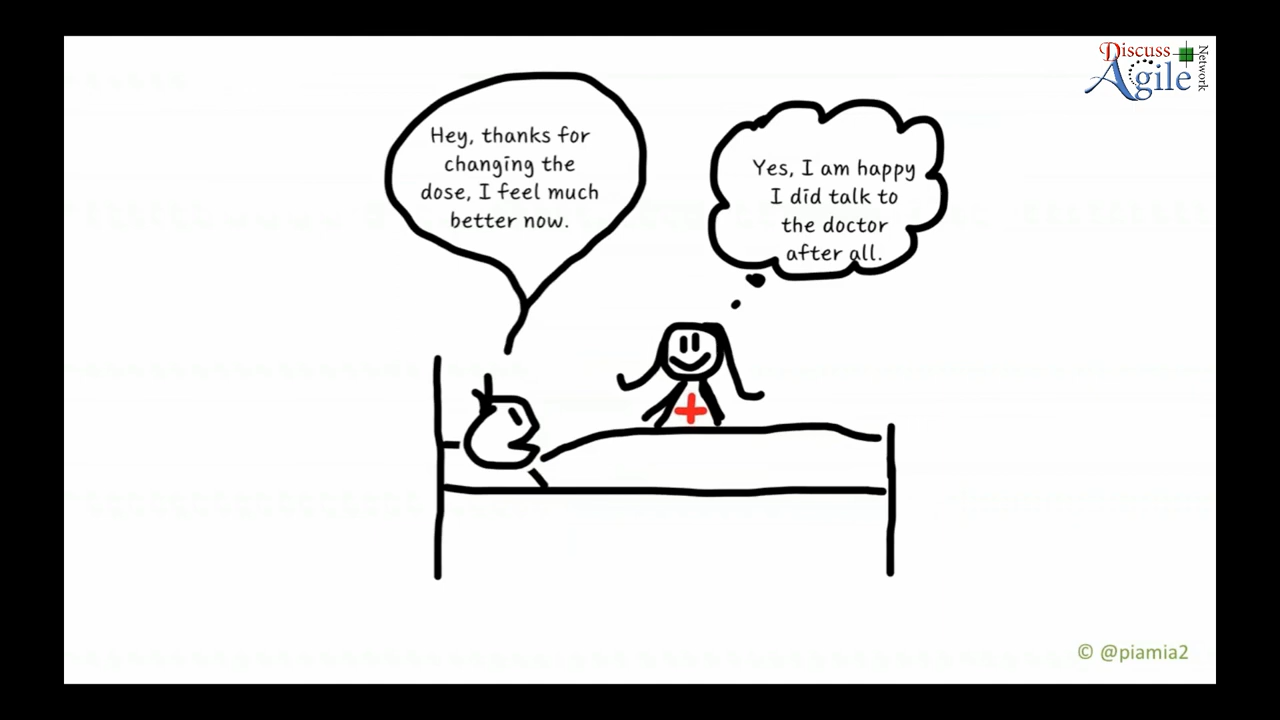 Discuss
Agile
Network
Hey, thanks for
changing the
dose, I feel much
better now.
Yes, I am happy
I did talk to
the doctor
after all.
© @piamia2